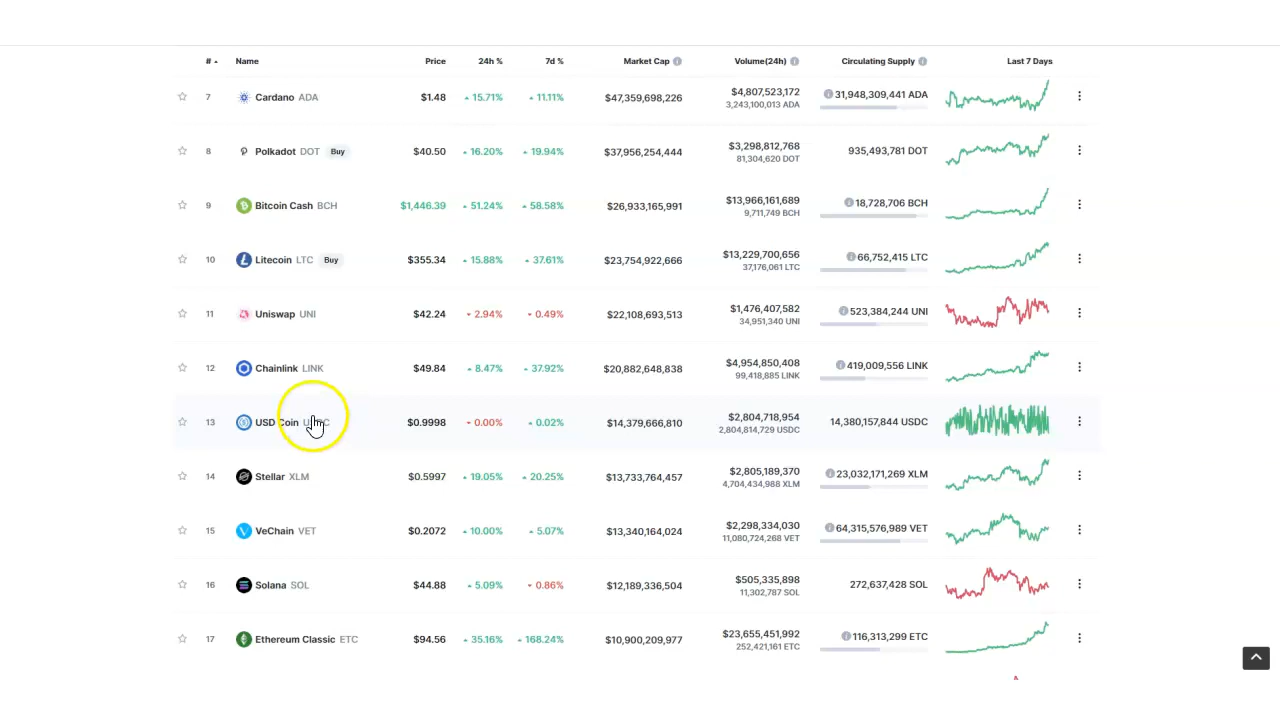 # Name Price 24h % 7d % Market Cap Volume(24h) Circulating Supply Last 7 Days
7 Cardano ADA $1.48 15.71% 11.11% $47,359,698,226 $4,807,523,172 31,948,309,441 ADA
3,243,100,013 ADA
8 Polkadot DOT Buy $40.50 16.20% 19.94% $37,956,254,444 $3,298,812,768 935,493,781 DOT
81,304,620 DOT
9 Bitcoin Cash BCH $1,446.39 51.24% 58.58% $26,933,165,991 $13,966,161,689 18,728,706 BCH
9,711,749 BCH
10 Litecoin LTC Buy $355.34 15.88% 37.61% $23,754,922,666 $13,229,700,656 66,752,415 LTC
37,176,061 LTC
11 Uniswap UNI $42.24 2.94% 0.49% $22,108,693,513 $1,476,407,582 523,384,244 UNI
34,951,340 UNI
12 Chainlink LINK $49.84 8.47% 37.92% $20,882,648,838 $4,954,850,408 419,009,556 LINK
99,418,885 LINK
13 USD Coin USDC $0.9998 0.00% 0.02% $14,379,666,810 $2,804,718,954 14,380,157,844 USDC
2,804,814,729 USDC
14 Stellar XLM $0.5997 19.05% 20.25% $13,733,764,457 $2,805,189,370 23,032,171,269 XLM
4,704,434,988 XLM
15 VeChain VET $0.2072 10.00% 5.07% $13,340,164,024 $2,298,334,030 64,315,576,989 VET
11,080,724,268 VET
16 Solana SOL $44.88 5.09% 0.86% $12,189,336,504 $505,335,898 272,637,428 SOL
11,302,787 SOL
17 Ethereum Classic ETC $94.56 35.16% 168.24% $10,900,209,977 $23,655,451,992 116,313,299 ETC
252,421,161 ETC